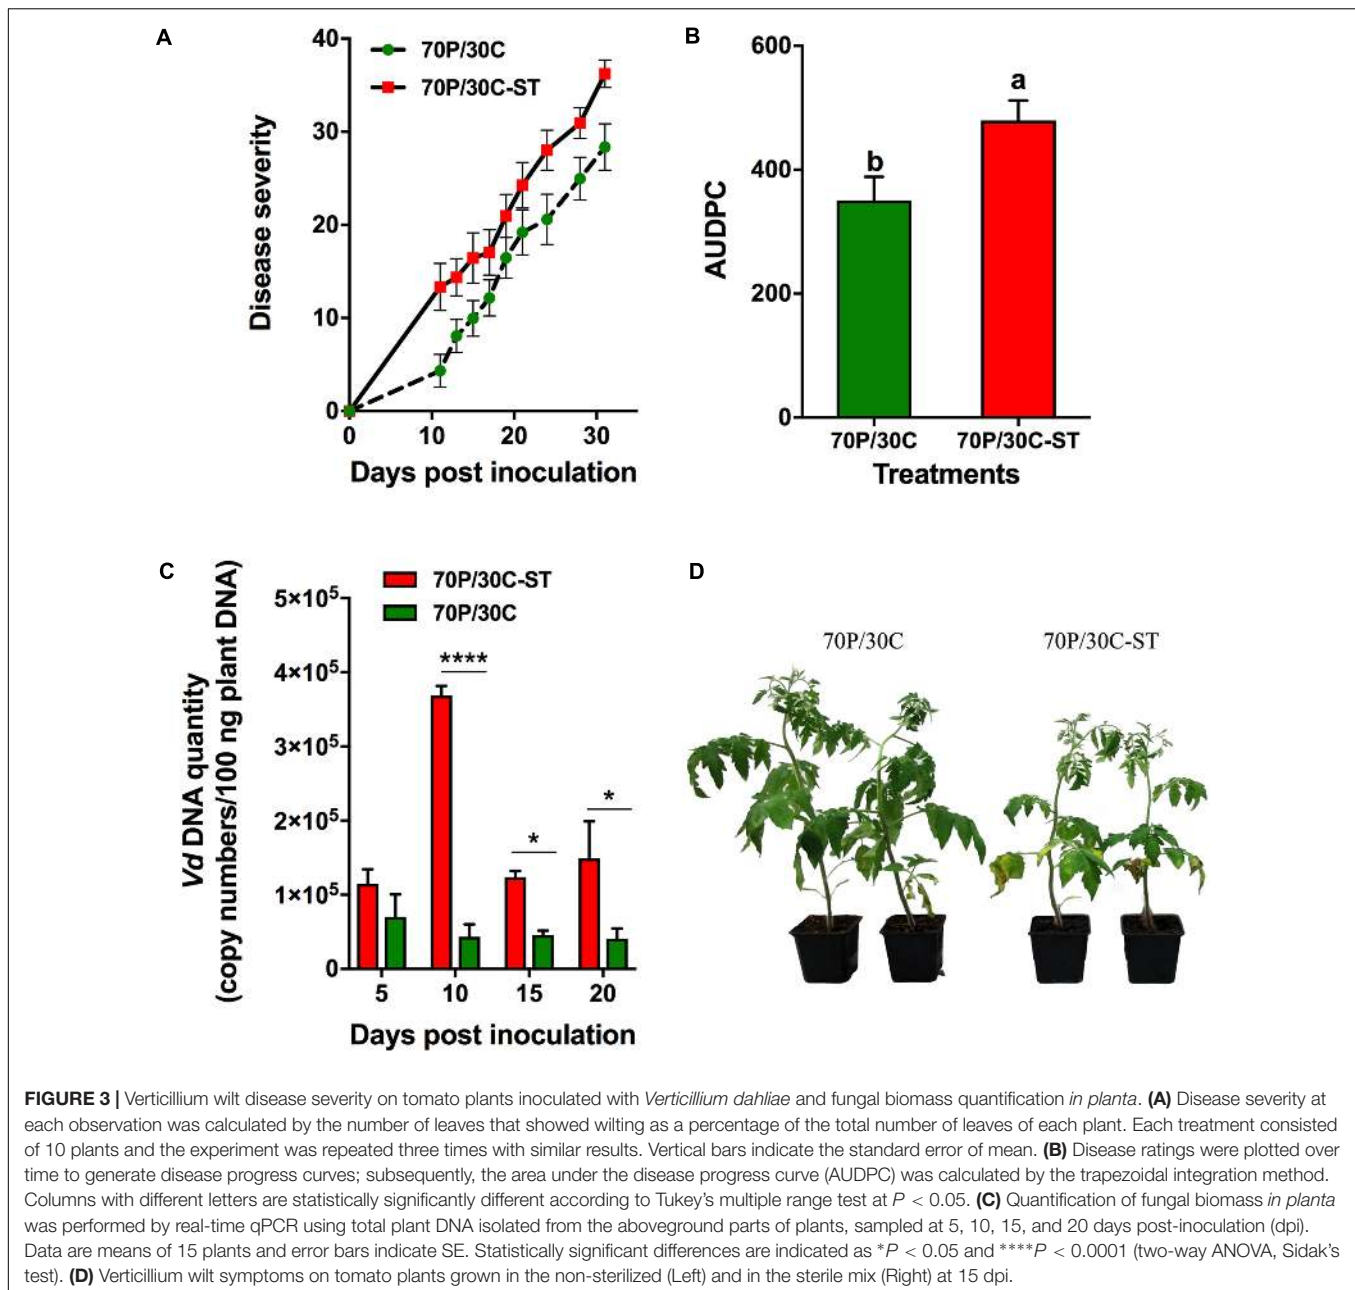 A
40
30
20
10
0
70P/30C
70P/30C-ST
Disease severity
0 10 20 30
Days post inoculation
B
600
400
200
0
b
a
AUDPC
70P/30C 70P/30C-ST
Treatments
C
70P/30C-ST
70P/30C
5×10⁵
4×10⁵
3×10⁵
2×10⁵
1×10⁵
0
****
*
*
Vd DNA quantity
(copy numbers/100 ng plant DNA)
5 10 15 20
Days post inoculation
D
70P/30C 70P/30C-ST
FIGURE 3 | Verticillium wilt disease severity on tomato plants inoculated with Verticillium dahliae and fungal biomass quantification in planta. (A) Disease severity at
each observation was calculated by the number of leaves that showed wilting as a percentage of the total number of leaves of each plant. Each treatment consisted
of 10 plants and the experiment was repeated three times with similar results. Vertical bars indicate the standard error of mean. (B) Disease ratings were plotted over
time to generate disease progress curves; subsequently, the area under the disease progress curve (AUDPC) was calculated by the trapezoidal integration method.
Columns with different letters are statistically significantly different according to Tukey's multiple range test at P < 0.05. (C) Quantification of fungal biomass in planta
was performed by real-time qPCR using total plant DNA isolated from the aboveground parts of plants, sampled at 5, 10, 15, and 20 days post-inoculation (dpi).
Data are means of 15 plants and error bars indicate SE. Statistically significant differences are indicated as *P < 0.05 and ****P < 0.0001 (two-way ANOVA, Sidak's
test). (D) Verticillium wilt symptoms on tomato plants grown in the non-sterilized (Left) and in the sterile mix (Right) at 15 dpi.